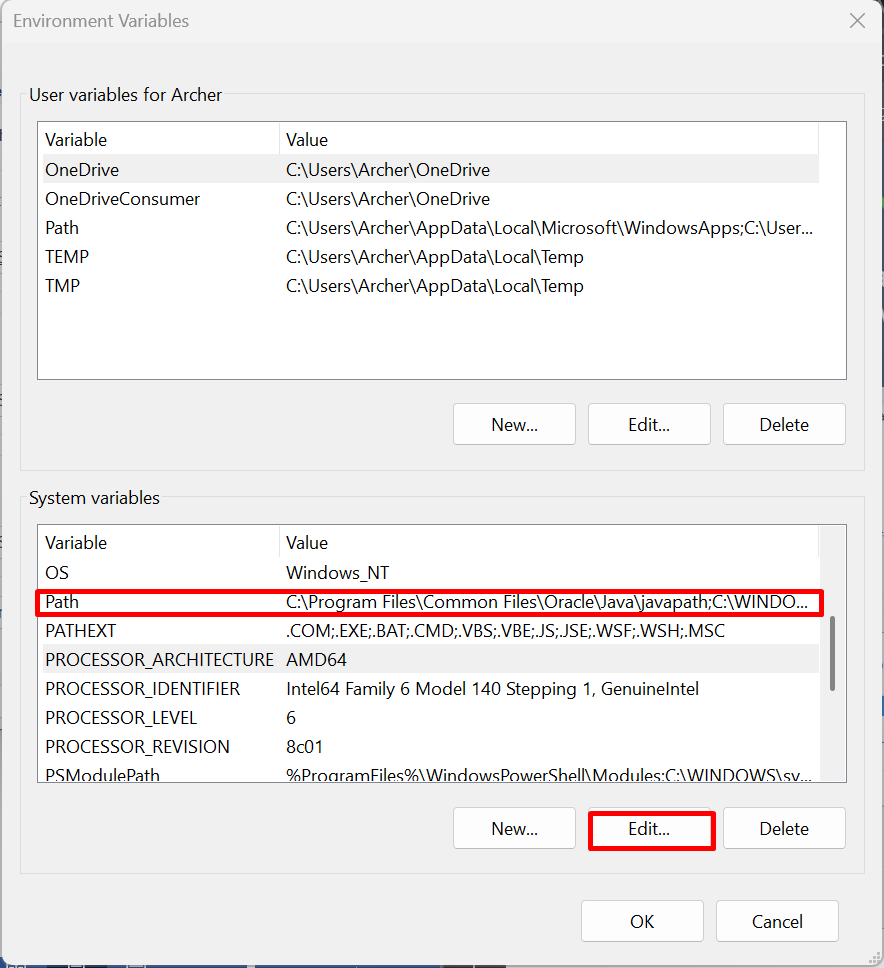 Environment Variables
User variables for Archer
Variable Value
OneDrive C:\Users\Archer\OneDrive
OneDriveConsumer C:\Users\Archer\OneDrive
Path C:\Users\Archer\AppData\Local\Microsoft\WindowsApps;C:\User...
TEMP C:\Users\Archer\AppData\Local\Temp
TMP C:\Users\Archer\AppData\Local\Temp
New... Edit... Delete
System variables
Variable Value
OS Windows_NT
Path C:\Program Files\Common Files\Oracle\Java\javapath;C:\WINDO...
PATHEXT .COM;.EXE;.BAT;.CMD;.VBS;.VBE;.JS;.JSE;.WSF;.WSH;.MSC
PROCESSOR_ARCHITECTURE AMD64
PROCESSOR_IDENTIFIER Intel64 Family 6 Model 140 Stepping 1, GenuineIntel
PROCESSOR_LEVEL 6
PROCESSOR_REVISION 8c01
PSModulePath %ProgramFiles%\WindowsPowerShell\Modules;C:\WINDOWS\sy...
New... Edit... Delete
OK Cancel